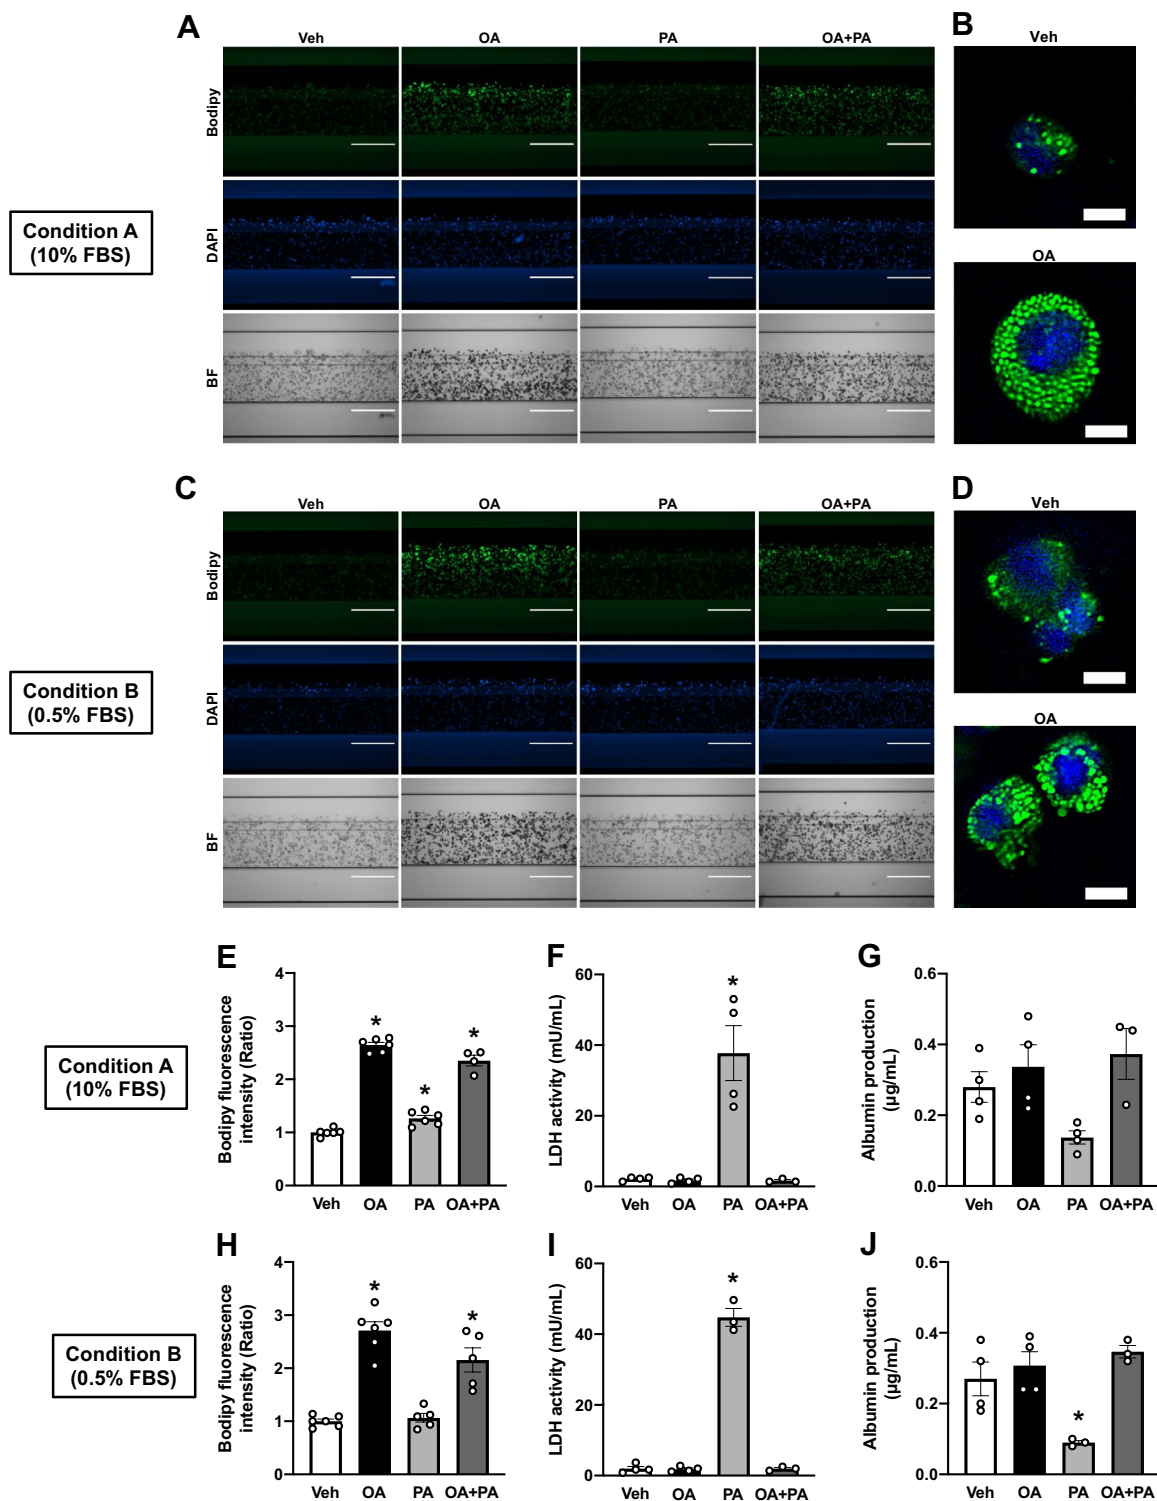 A
Veh
OA
PA
OA+PA
B
Veh
Bodipy
DAPI
BF
OA
Condition A
(10% FBS)
C
Veh
OA
PA
OA+PA
D
Veh
Bodipy
DAPI
BF
OA
Condition B
(0.5% FBS)
E
Bodipy fluorescence
intensity (Ratio)
4
3
2
1
0
*
*
*
Veh
OA
PA
OA+PA
F
LDH activity (mU/mL)
60
40
20
0
*
Veh
OA
PA
OA+PA
G
Albumin production
(µg/mL)
0.6
0.4
0.2
0.0
Veh
OA
PA
OA+PA
Condition A
(10% FBS)
H
Bodipy fluorescence
intensity (Ratio)
4
3
2
1
0
*
*
Veh
OA
PA
OA+PA
I
LDH activity (mU/mL)
60
40
20
0
*
Veh
OA
PA
OA+PA
J
Albumin production
(µg/mL)
0.6
0.4
0.2
0.0
*
Veh
OA
PA
OA+PA
Condition B
(0.5% FBS)